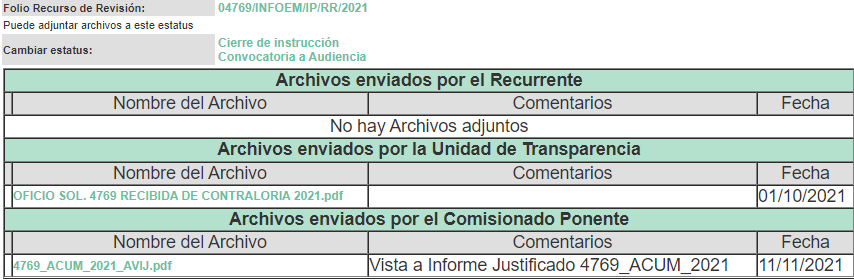 Folio Recurso de Revisión: 04769/INFOEM/IP/RR/2021
Puede adjuntar archivos a este estatus
Cambiar estatus: Cierre de instrucción
Convocatoria a Audiencia
Archivos enviados por el Recurrente
Nombre del Archivo Comentarios Fecha
No hay Archivos adjuntos
Archivos enviados por la Unidad de Transparencia
Nombre del Archivo Comentarios Fecha
OFICIO SOL. 4769 RECIBIDA DE CONTRALORIA 2021.pdf 01/10/2021
Archivos enviados por el Comisionado Ponente
Nombre del Archivo Comentarios Fecha
4769_ACUM_2021_AVIJ.pdf Vista a Informe Justificado 4769_ACUM_2021 11/11/2021